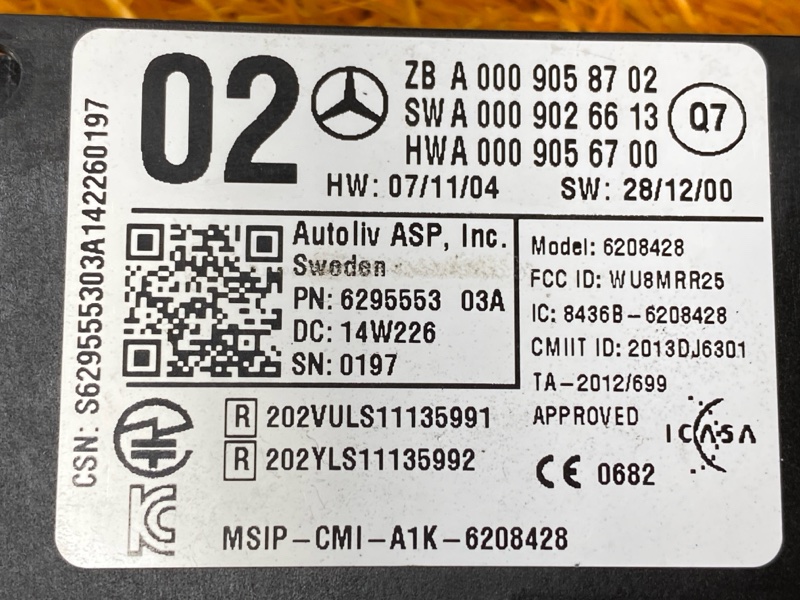 02
ZB A 000 905 87 02
SW A 000 902 66 13
HWA 000 905 67 00
Q7
HW: 07/11/04 SW: 28/12/00
CSN: S629555303A142260197
Autoliv ASP, Inc.
Sweden
PN: 6295553 03A
DC: 14W226
SN: 0197
Model: 6208428
FCC ID: WU8MRR25
IC: 8436B-6208428
CMIIT ID: 2013DJ6301
TA-2012/699
APPROVED
ICASA
R 202VULS11135991
R 202YLS11135992
CE 0682
MSIP-CMI-A1K-6208428